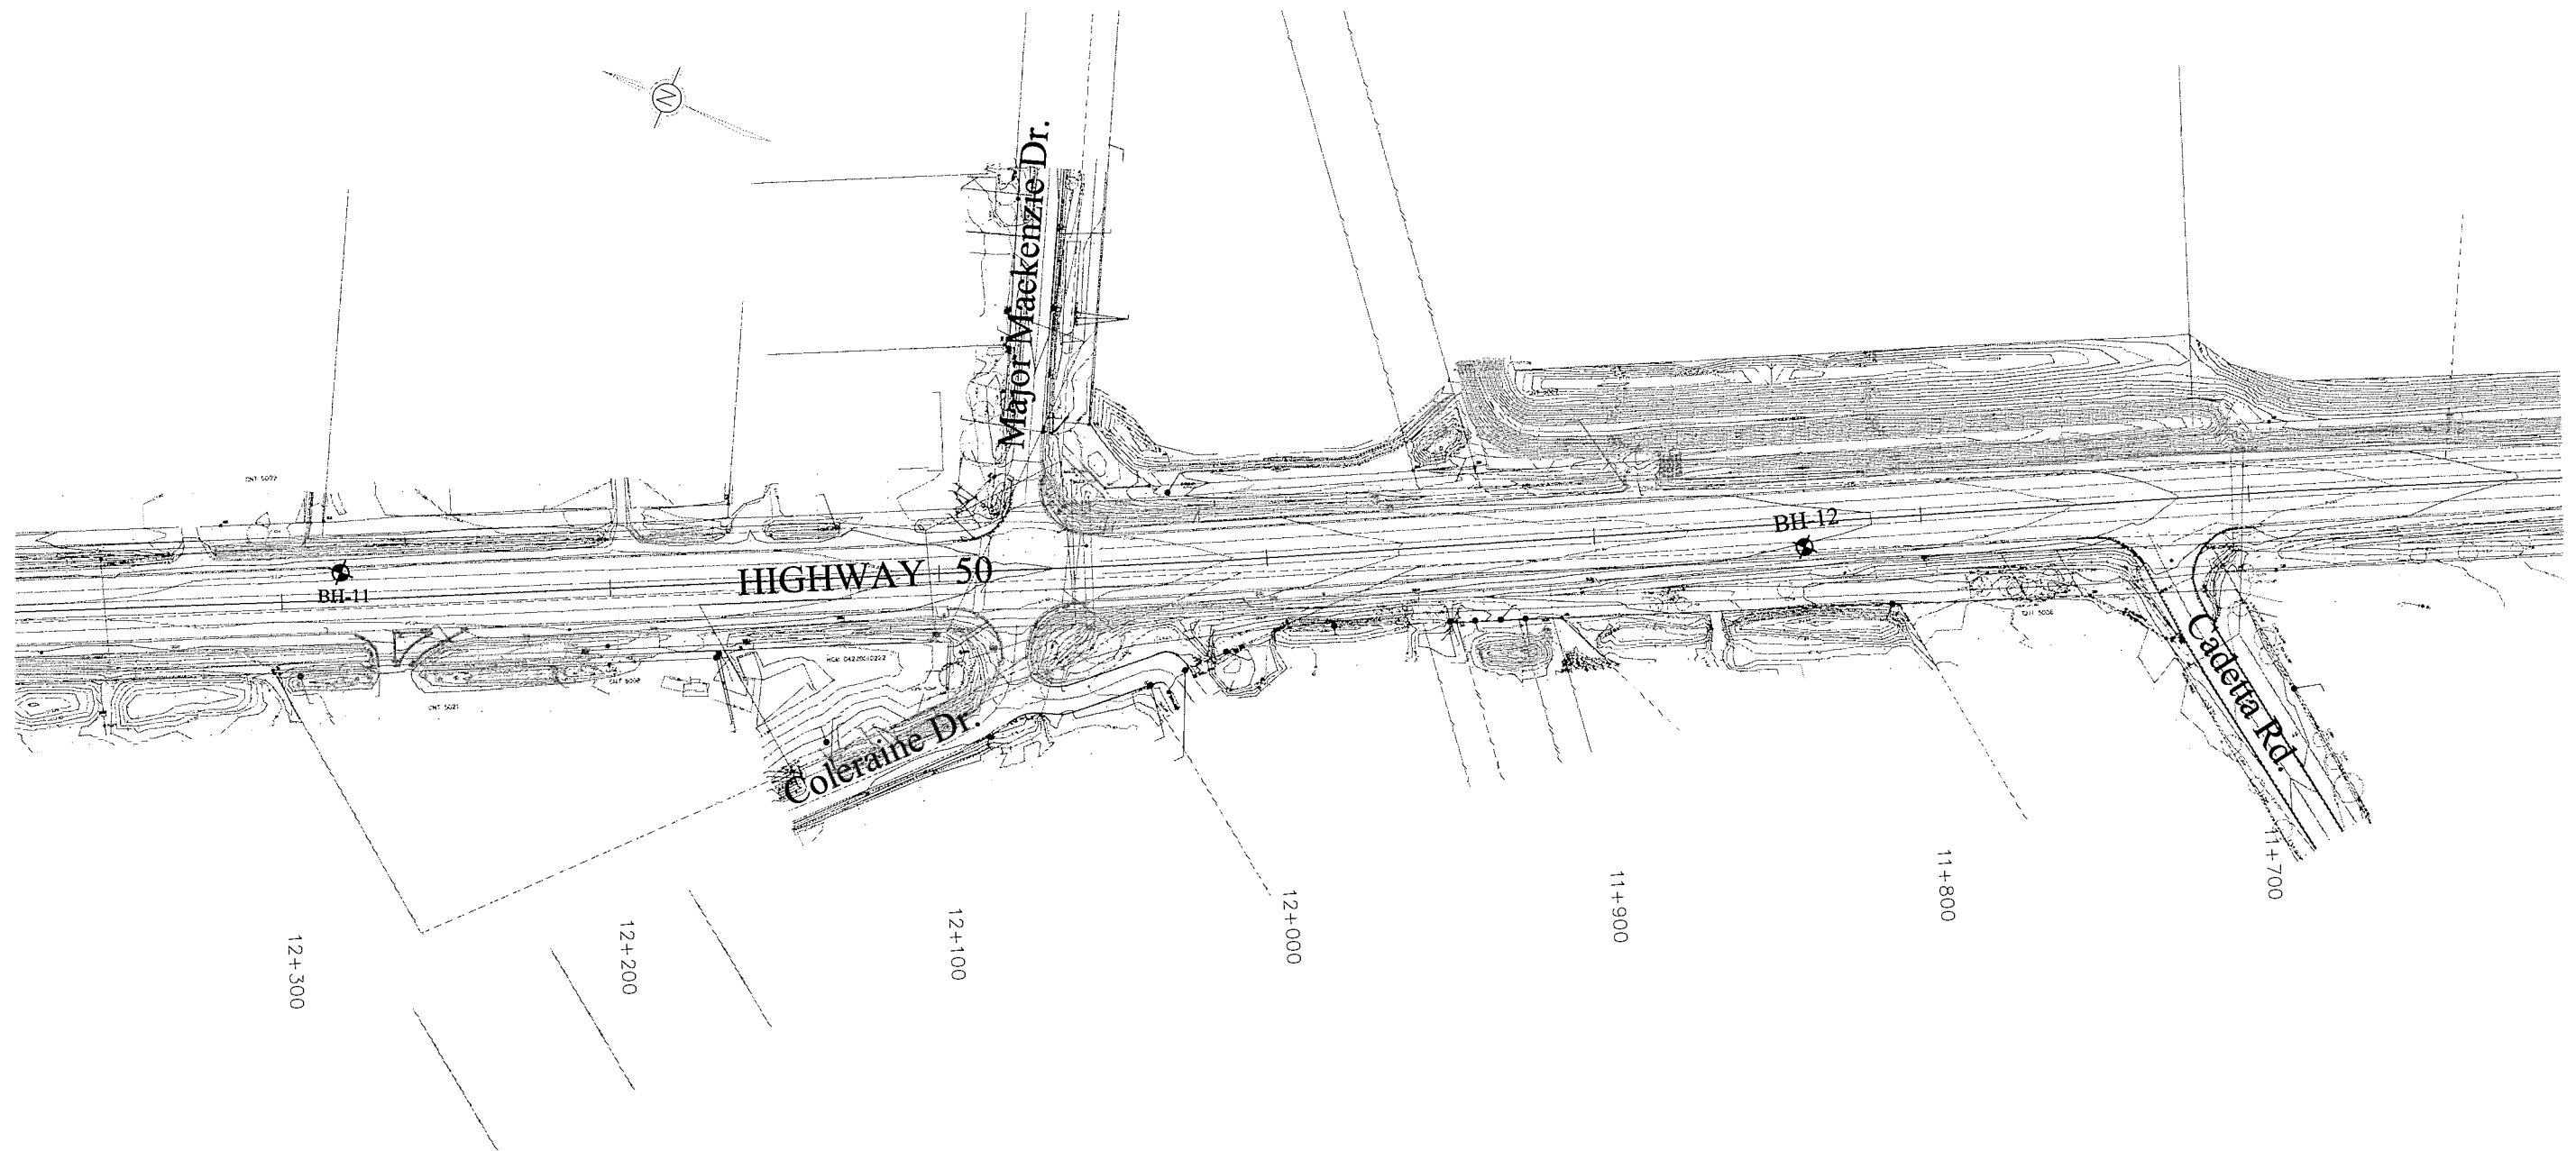 N
Major Mackenzie Dr.
BH-12
HIGHWAY 50
BH-11
Cadetta Rd.
Coleraine Dr.
12+300
12+200
12+100
12+000
11+900
11+800
11+700